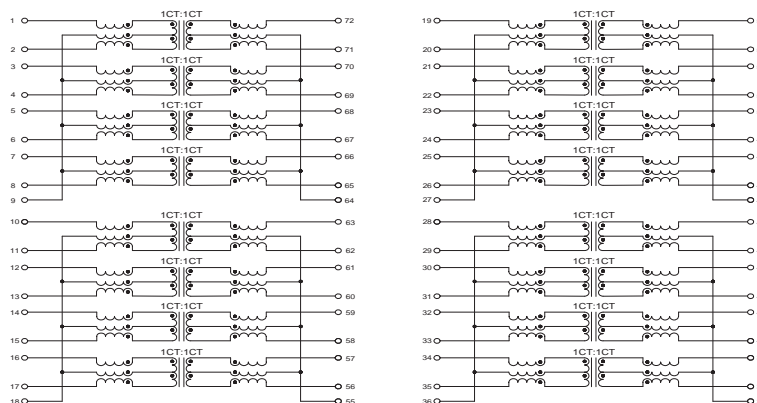 1CT:1CT 1CT:1CT
1 72 19
2 71 20
1CT:1CT 1CT:1CT
3 70 21
4 69 22
1CT:1CT 1CT:1CT
5 68 23
6 67 24
1CT:1CT 1CT:1CT
7 66 25
8 65 26
9 64 27
1CT:1CT 1CT:1CT
10 63 28
11 62 29
1CT:1CT 1CT:1CT
12 61 30
13 60 31
1CT:1CT 1CT:1CT
14 59 32
15 58 33
1CT:1CT 1CT:1CT
16 57 34
17 56 35
18 55 36